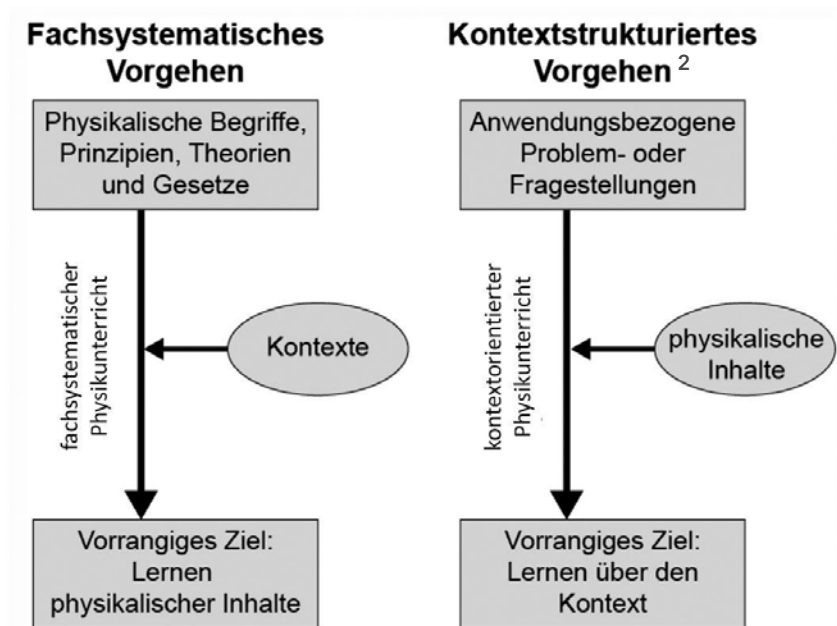 Fachsystematisches
Vorgehen
Physikalische Begriffe,
Prinzipien, Theorien
und Gesetze
fachsystematischer
Physikunterricht
Kontexte
Vorrangiges Ziel:
Lernen
physikalischer Inhalte
Kontextstrukturiertes
Vorgehen 2
Anwendungsbezogene
Problem- oder
Fragestellungen
kontextorientierter
Physikunterricht
physikalische
Inhalte
Vorrangiges Ziel:
Lernen über den
Kontext